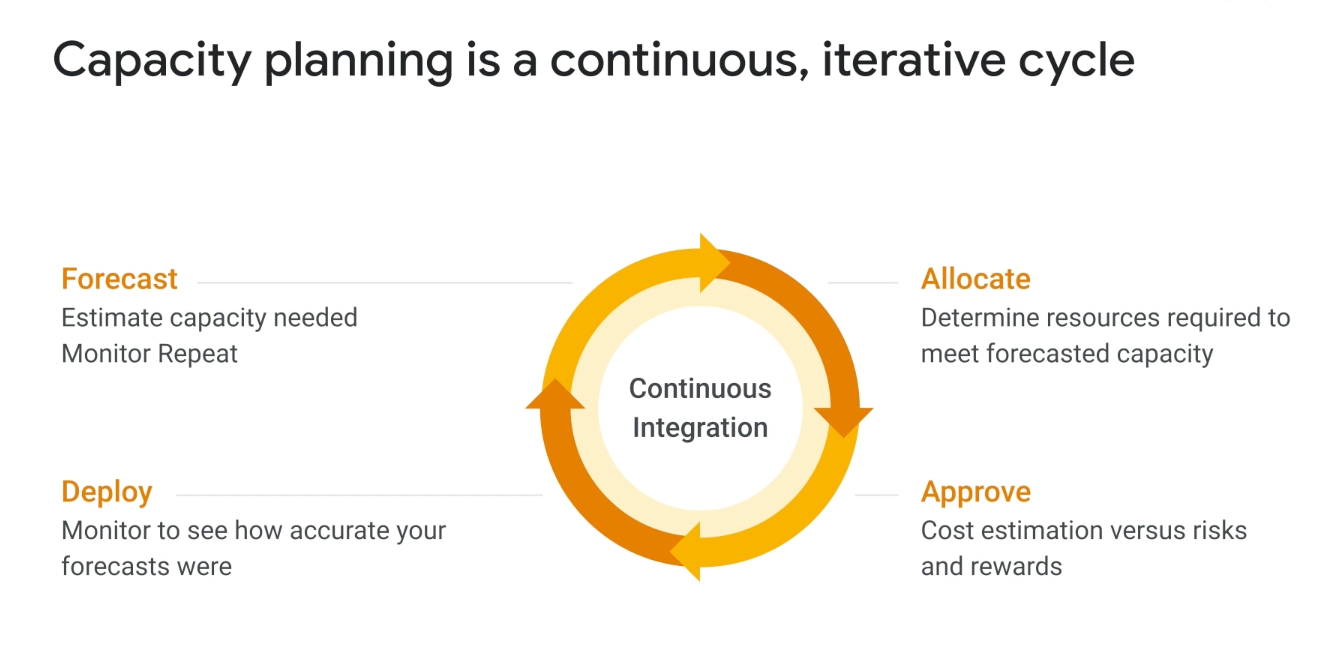 Capacity planning is a continuous, iterative cycle
Forecast
Estimate capacity needed
Monitor Repeat
Allocate
Determine resources required to
meet forecasted capacity
Continuous
Integration
Deploy
Monitor to see how accurate your
forecasts were
Approve
Cost estimation versus risks
and rewards